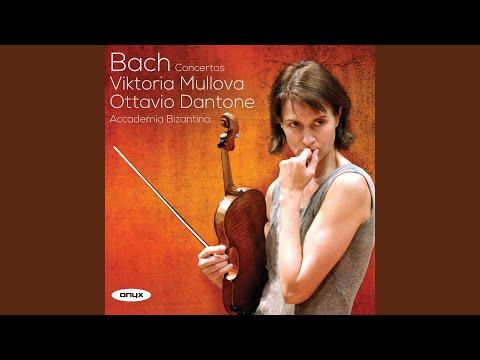 Bach Concertos
Viktoria Mullova
Ottavio Dantone
Accademia Bizantina
onyx